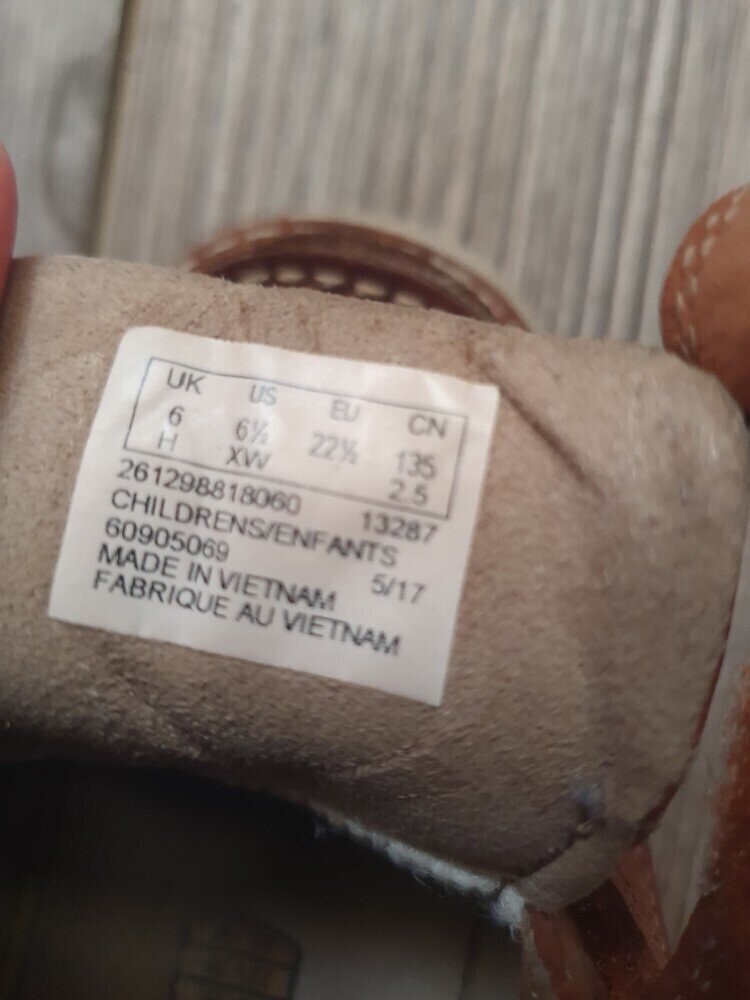 UK US EU CN
6 6½ 22½ 135
H XW 2.5
261298818060 13287
CHILDRENS/ENFANTS
60905069 5/17
MADE IN VIETNAM
FABRIQUE AU VIETNAM